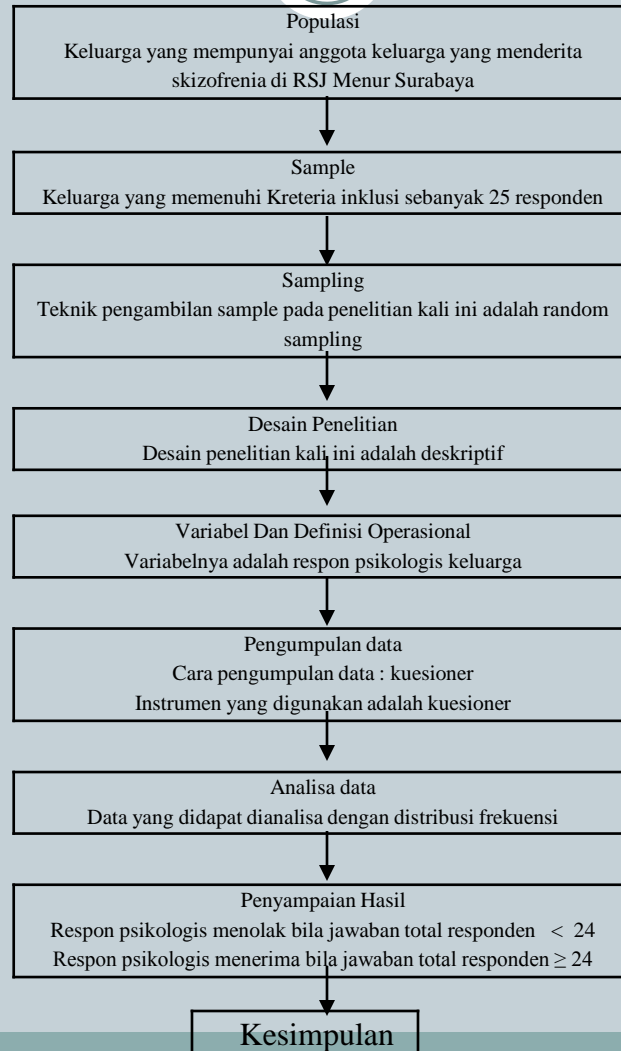 Populasi
Keluarga yang mempunyai anggota keluarga yang menderita
skizofrenia di RSJ Menur Surabaya
Sample
Keluarga yang memenuhi Kreteria inklusi sebanyak 25 responden
Sampling
Teknik pengambilan sample pada penelitian kali ini adalah random
sampling
Desain Penelitian
Desain penelitian kali ini adalah deskriptif
Variabel Dan Definisi Operasional
Variabelnya adalah respon psikologis keluarga
Pengumpulan data
Cara pengumpulan data : kuesioner
Instrumen yang digunakan adalah kuesioner
Analisa data
Data yang didapat dianalisa dengan distribusi frekuensi
Penyampaian Hasil
Respon psikologis menolak bila jawaban total responden < 24
Respon psikologis menerima bila jawaban total responden ≥ 24
Kesimpulan